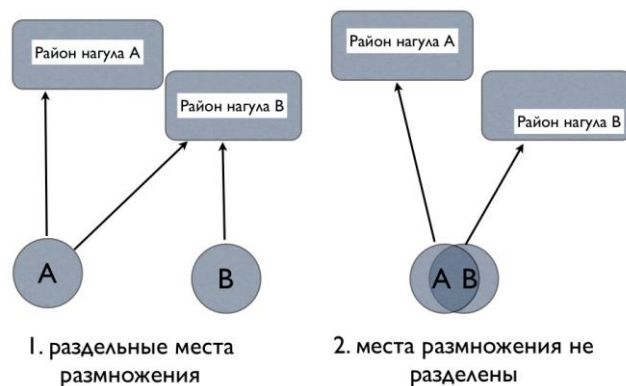 Район нагула А
Район нагула В
А
В
1. раздельные места
размножения
Район нагула А
Район нагула В
А
В
2. места размножения не
разделены